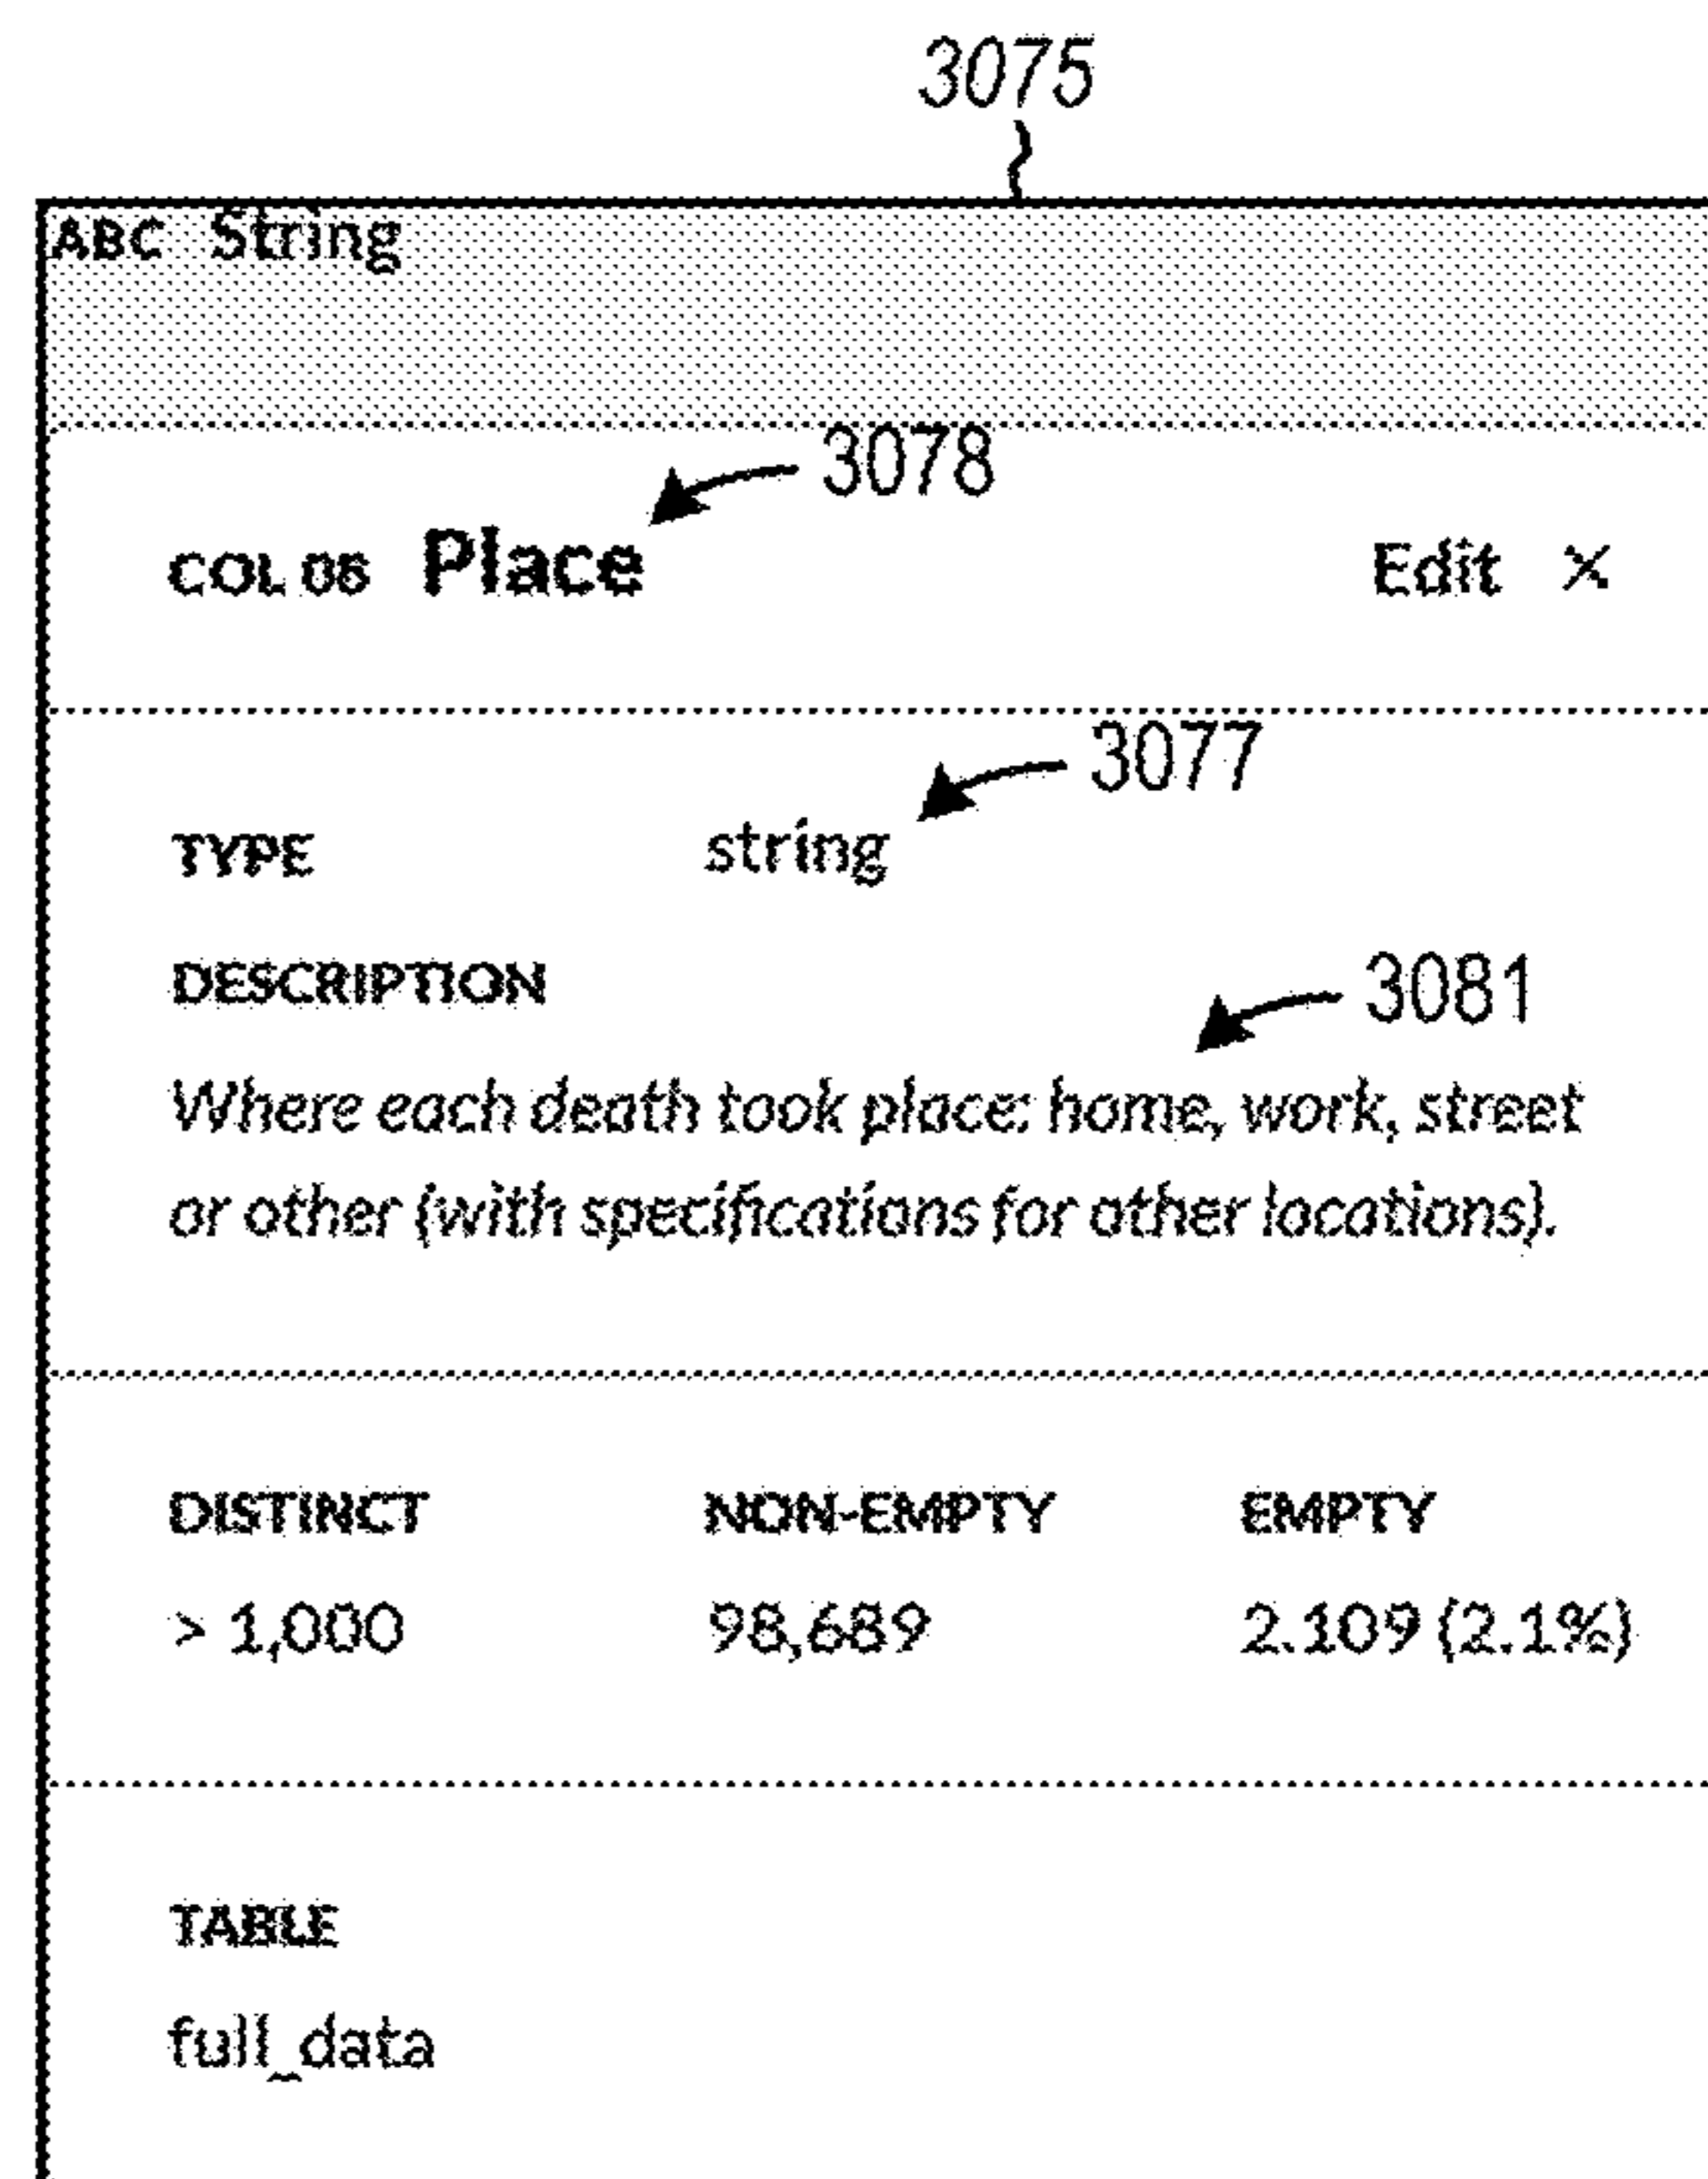 3075
ABC String
3078
COL 06 Place Edit X
3077
TYPE string
DESCRIPTION
3081
Where each death took place: home, work, street
or other (with specifications for other locations).
DISTINCT NON-EMPTY EMPTY
> 1,000 98,689 2.109 (2.1%)
TABLE
full_data